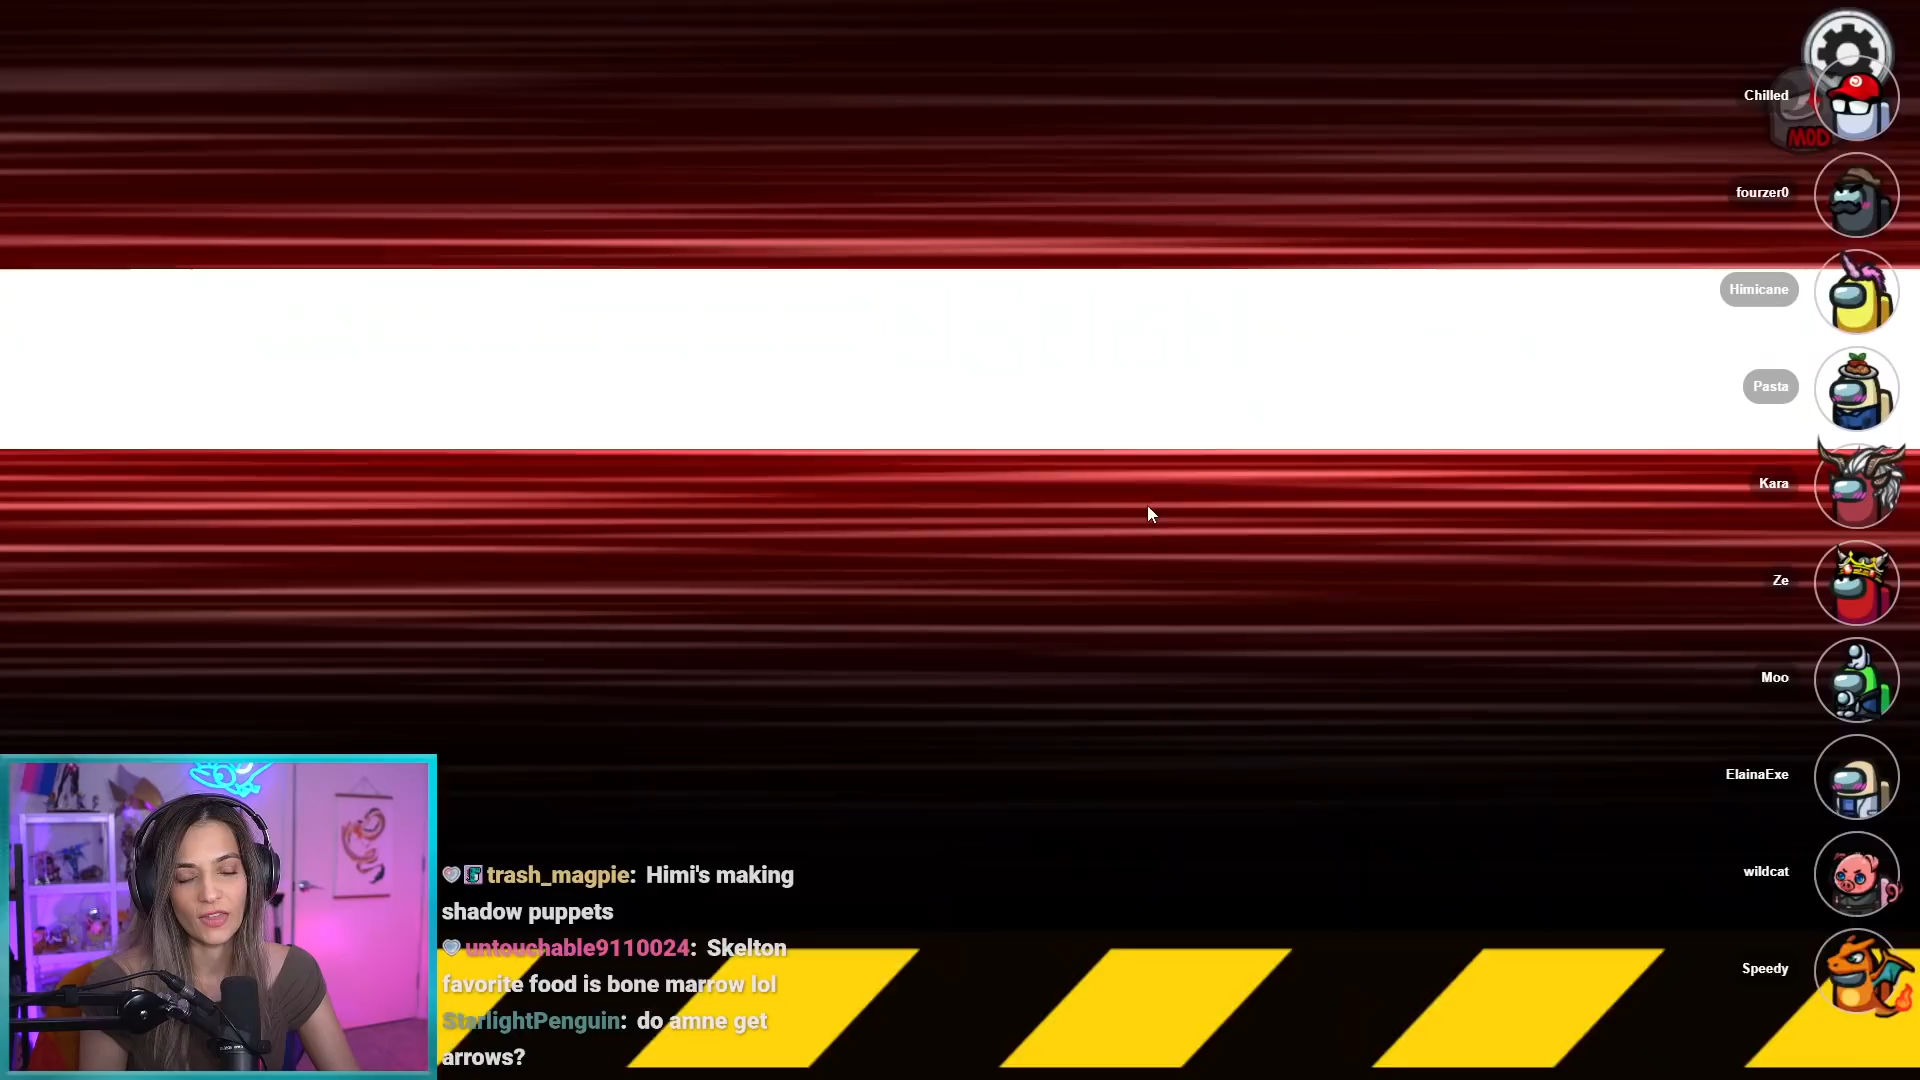 Chilled
MOD
fourzer0
Himicane
Pasta
Kara
Ze
Moo
ElainaExe
wildcat
Speedy
trash_magpie: Himi's making
shadow puppets
untouchable9110024: Skelton
favorite food is bone marrow lol
StarlightPenguin: do amne get
arrows?